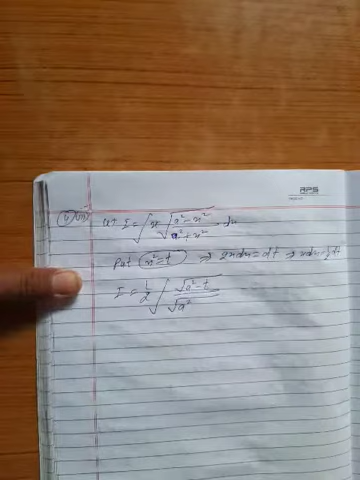 RPS
Let I = ∫ x √(a² - x²)/(a² + x²) dx
Put x² = t ⇒ 2x dx = dt ⇒ x dx = ½ dt
I = ½ ∫ √(a² - t)/√a²